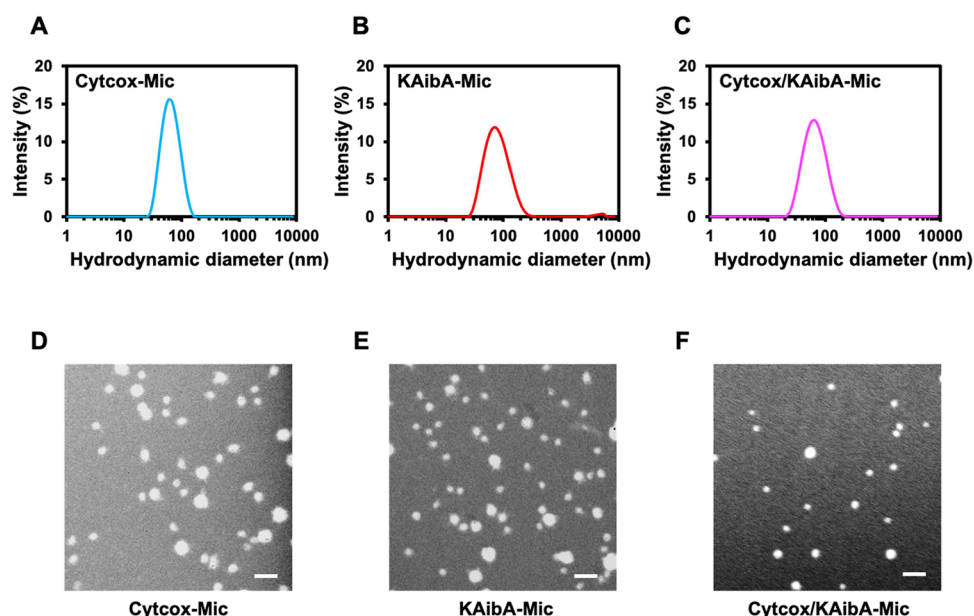 A
B
C
Cytcox-Mic
KAibA-Mic
Cytcox/KAibA-Mic
Intensity (%)
20
15
10
5
0
1 10 100 1000 10000
Hydrodynamic diameter (nm)
Intensity (%)
20
15
10
5
0
1 10 100 1000 10000
Hydrodynamic diameter (nm)
Intensity (%)
20
15
10
5
0
1 10 100 1000 10000
Hydrodynamic diameter (nm)
D
E
F
Cytcox-Mic
KAibA-Mic
Cytcox/KAibA-Mic